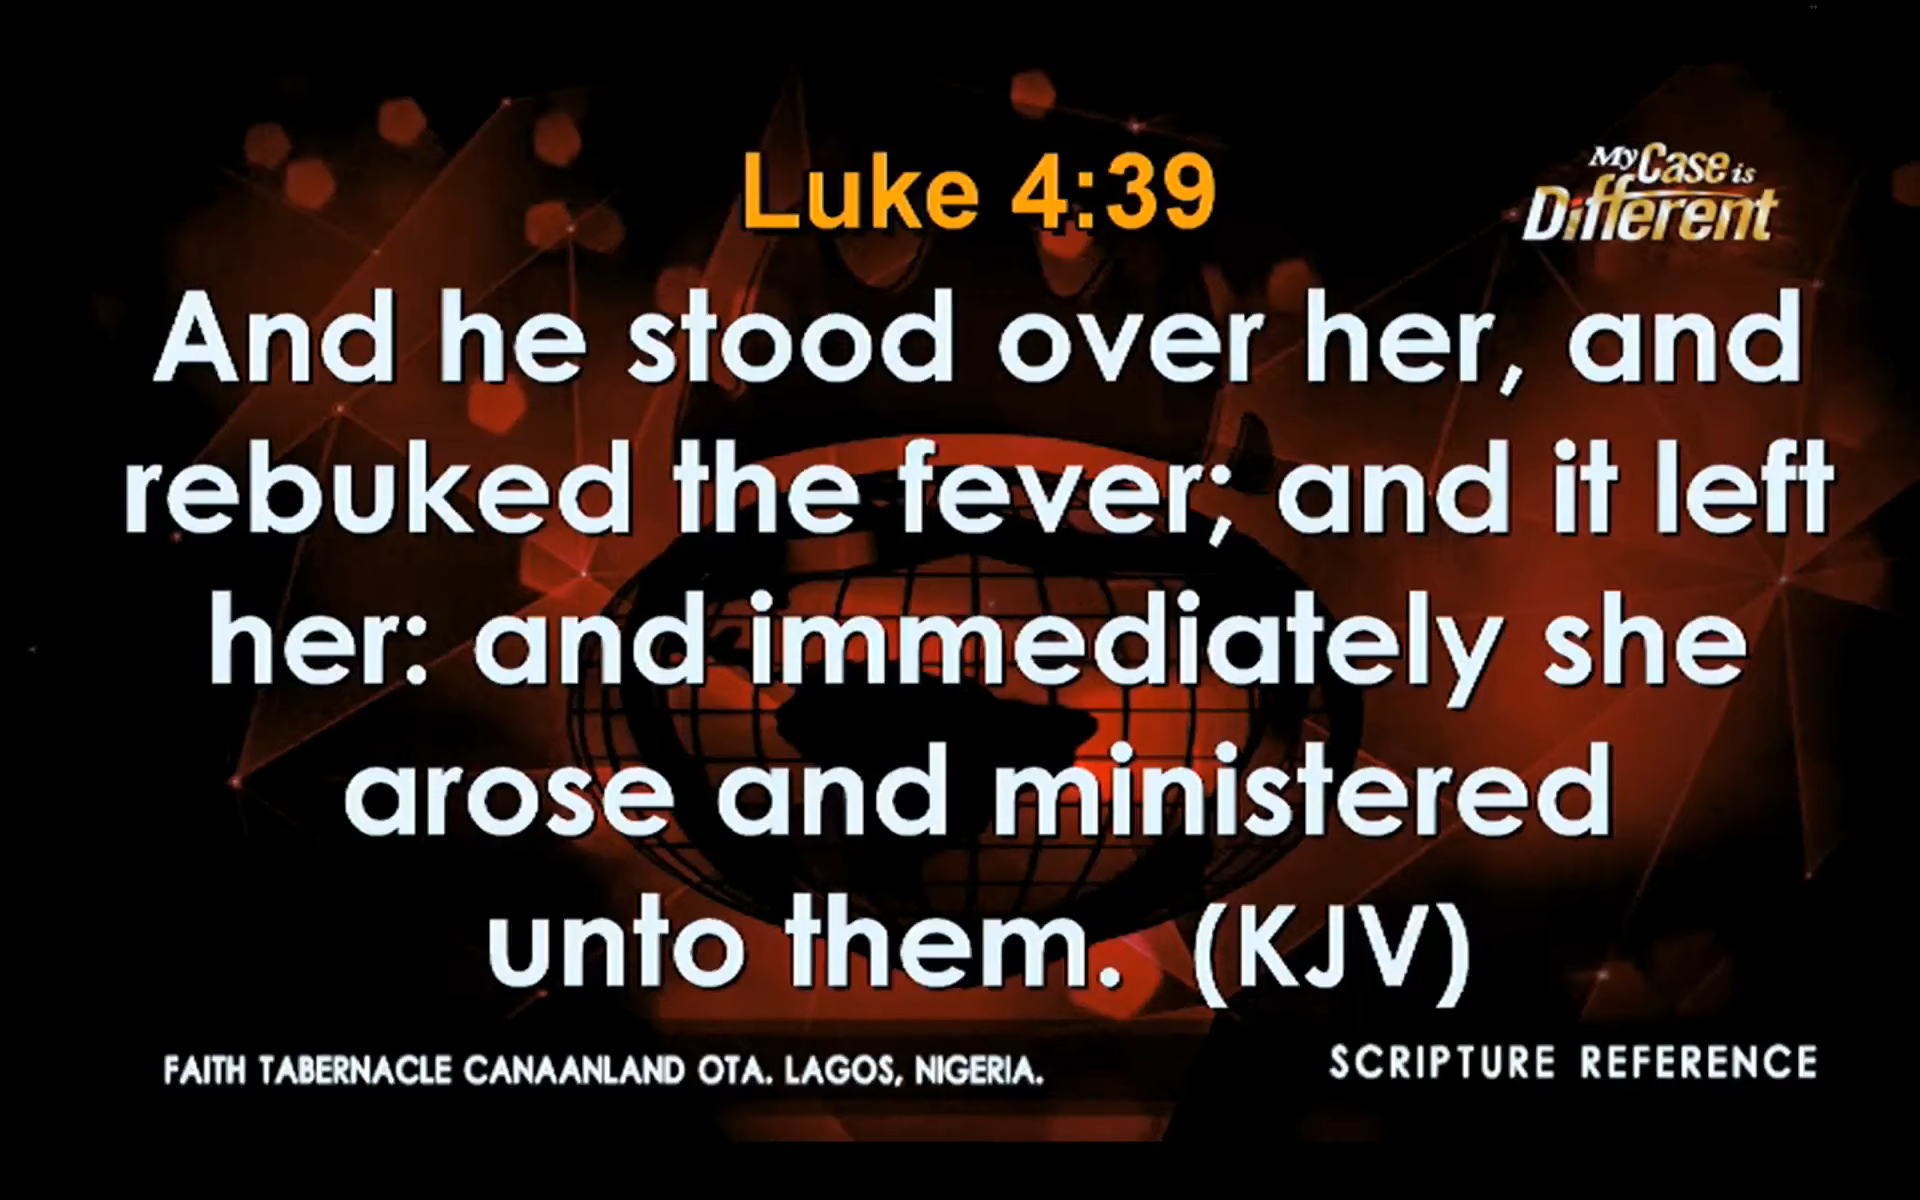 Luke 4:39
My Case is
Different
And he stood over her, and
rebuked the fever; and it left
her: and immediately she
arose and ministered
unto them. (KJV)
FAITH TABERNACLE CANAANLAND OTA. LAGOS, NIGERIA.
SCRIPTURE REFERENCE